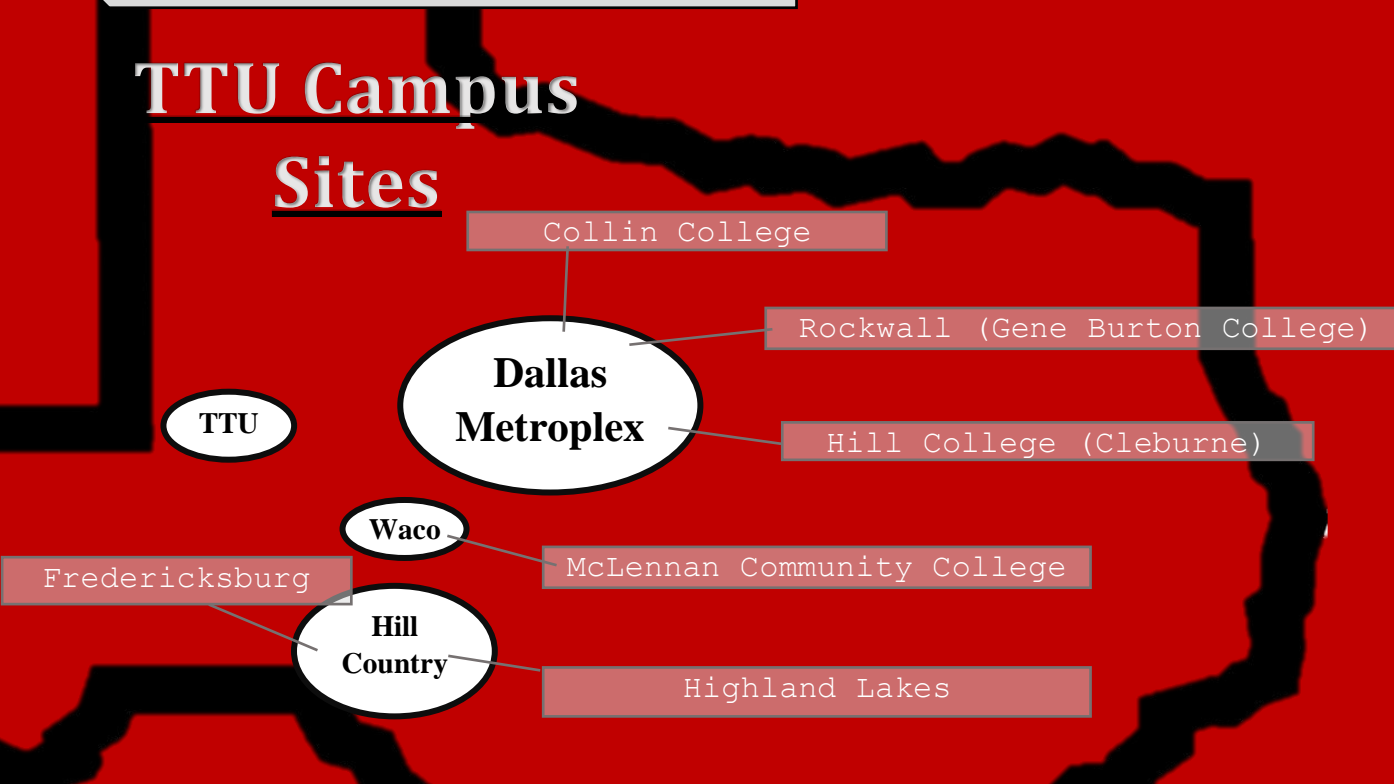 TTU Campus
Sites
Collin College
Rockwall (Gene Burton College)
Dallas
Metroplex
TTU
Hill College (Cleburne)
Waco
McLennan Community College
Fredericksburg
Hill
Country
Highland Lakes